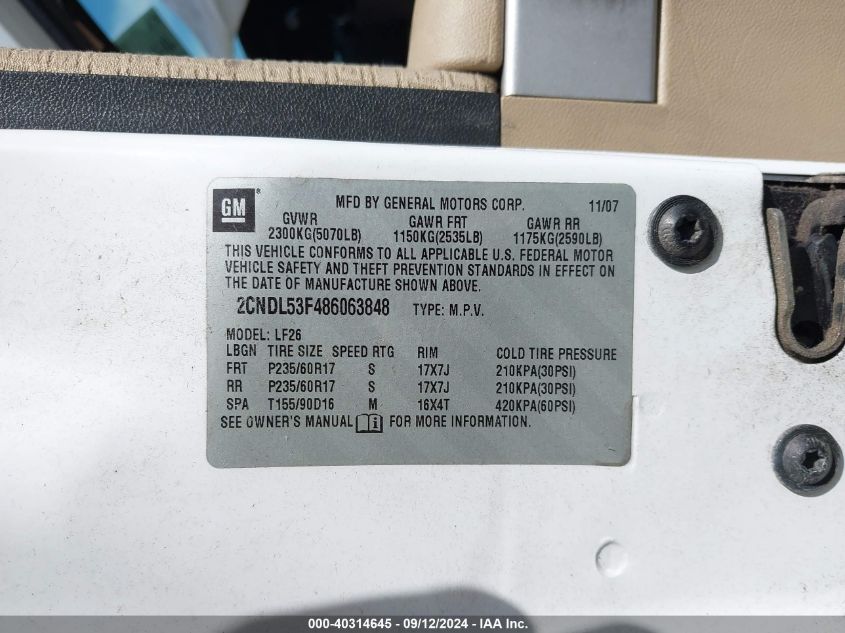 GM ® MFD BY GENERAL MOTORS CORP. 11/07
GVWR GAWR FRT GAWR RR
2300KG(5070LB) 1150KG(2535LB) 1175KG(2590LB)
THIS VEHICLE CONFORMS TO ALL APPLICABLE U.S. FEDERAL MOTOR
VEHICLE SAFETY AND THEFT PREVENTION STANDARDS IN EFFECT ON
THE DATE OF MANUFACTURE SHOWN ABOVE.
2CNDL53F486063848 TYPE: M.P.V.
MODEL: LF26
LBGN TIRE SIZE SPEED RTG RIM COLD TIRE PRESSURE
FRT P235/60R17 S 17X7J 210KPA(30PSI)
RR P235/60R17 S 17X7J 210KPA(30PSI)
SPA T155/90D16 M 16X4T 420KPA(60PSI)
SEE OWNER'S MANUAL i FOR MORE INFORMATION.
000-40314645 - 09/12/2024 - IAA Inc.